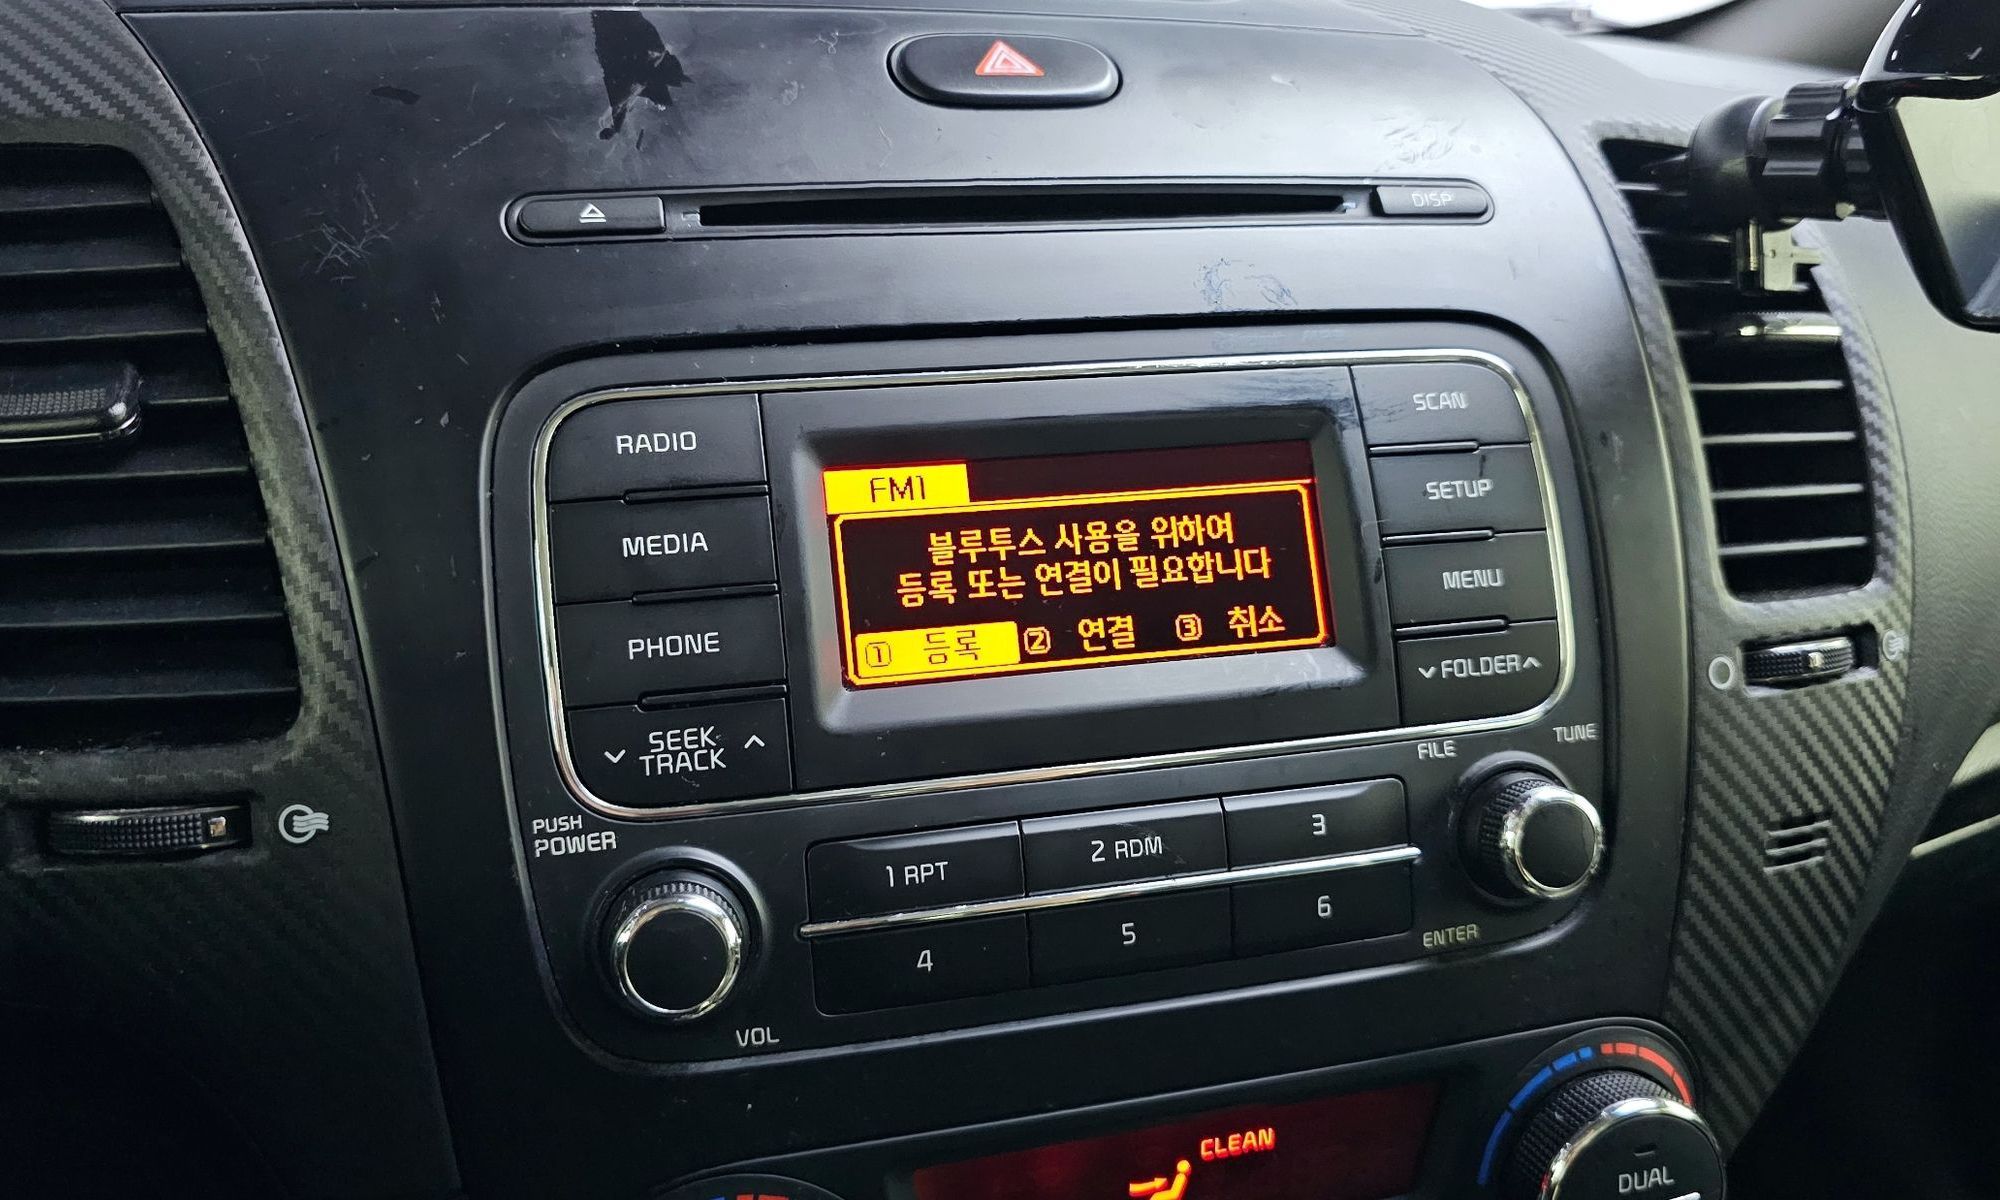 DISP
RADIO
MEDIA
PHONE
SEEK
TRACK
FM1
블루투스 사용을 위하여
등록 또는 연결이 필요합니다
1 등록 2 연결 3 취소
SCAN
SETUP
MENU
FOLDER
PUSH
POWER
VOL
1 RPT
2 RDM
3
4
5
6
FILE
TUNE
ENTER
CLEAN
DUAL